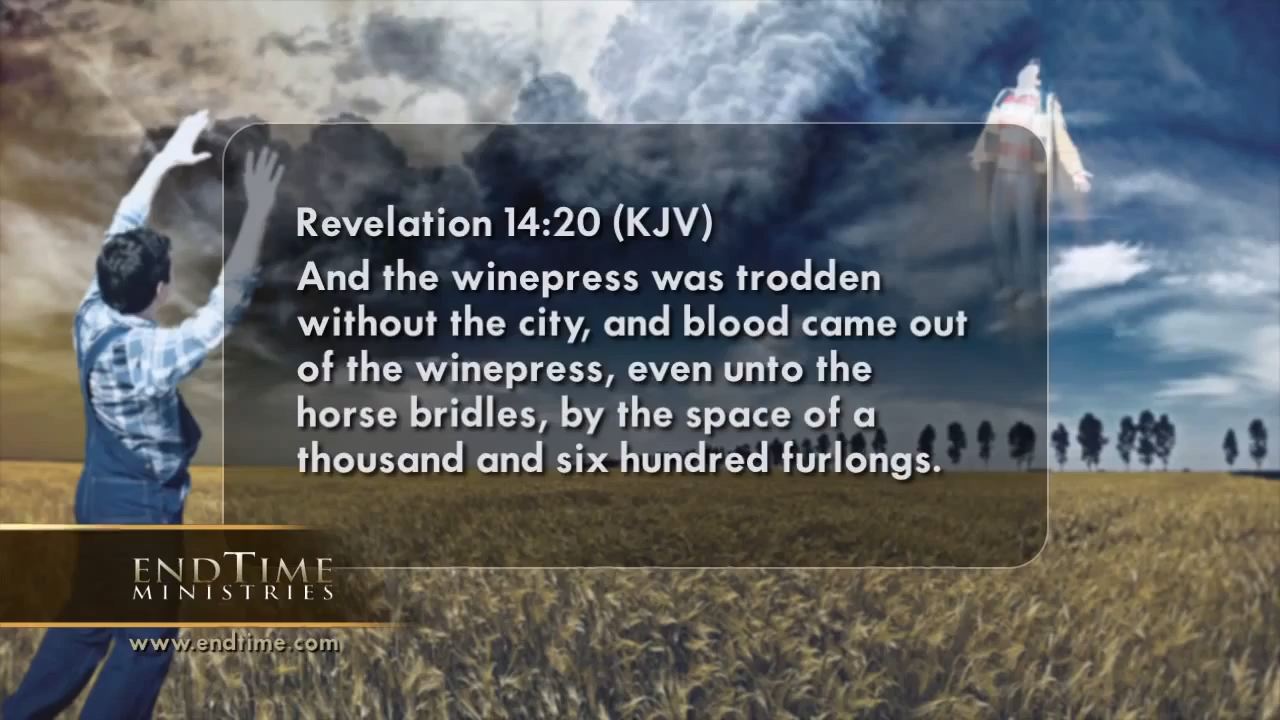 Revelation 14:20 (KJV)
And the winepress was trodden
without the city, and blood came out
of the winepress, even unto the
horse bridles, by the space of a
thousand and six hundred furlongs.
ENDTIME
MINISTRIES
www.endtime.com